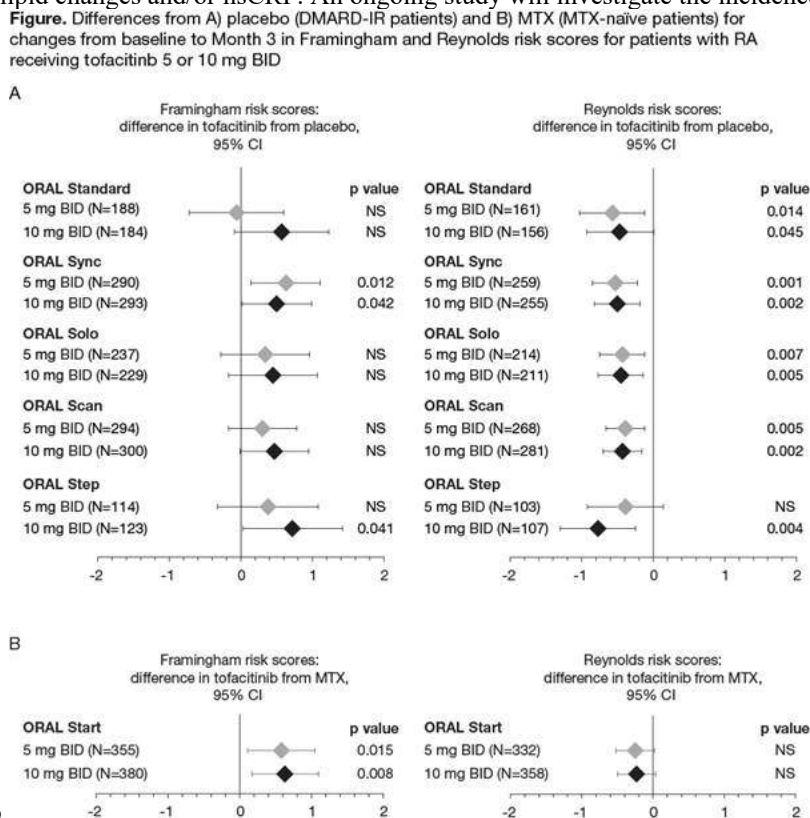 changes and/or hsCRP. An ongoing study will investigate the incidence
Figure. Differences from A) placebo (DMARD-IR patients) and B) MTX (MTX-naïve patients) for
changes from baseline to Month 3 in Framingham and Reynolds risk scores for patients with RA
receiving tofacitinb 5 or 10 mg BID
A
Framingham risk scores:
difference in tofacitinib from placebo,
95% CI
ORAL Standard p value
5 mg BID (N=188) NS
10 mg BID (N=184) NS
ORAL Sync
5 mg BID (N=290) 0.012
10 mg BID (N=293) 0.042
ORAL Solo
5 mg BID (N=237) NS
10 mg BID (N=229) NS
ORAL Scan
5 mg BID (N=294) NS
10 mg BID (N=300) NS
ORAL Step
5 mg BID (N=114) NS
10 mg BID (N=123) 0.041
-2 -1 0 1 2
Reynolds risk scores:
difference in tofacitinib from placebo,
95% CI
ORAL Standard p value
5 mg BID (N=161) 0.014
10 mg BID (N=156) 0.045
ORAL Sync
5 mg BID (N=259) 0.001
10 mg BID (N=255) 0.002
ORAL Solo
5 mg BID (N=214) 0.007
10 mg BID (N=211) 0.005
ORAL Scan
5 mg BID (N=268) 0.005
10 mg BID (N=281) 0.002
ORAL Step
5 mg BID (N=103) NS
10 mg BID (N=107) 0.004
-2 -1 0 1 2
B
Framingham risk scores:
difference in tofacitinib from MTX,
95% CI
ORAL Start p value
5 mg BID (N=355) 0.015
10 mg BID (N=380) 0.008
-2 -1 0 1 2
Reynolds risk scores:
difference in tofacitinib from MTX,
95% CI
ORAL Start p value
5 mg BID (N=332) NS
10 mg BID (N=358) NS
-2 -1 0 1 2